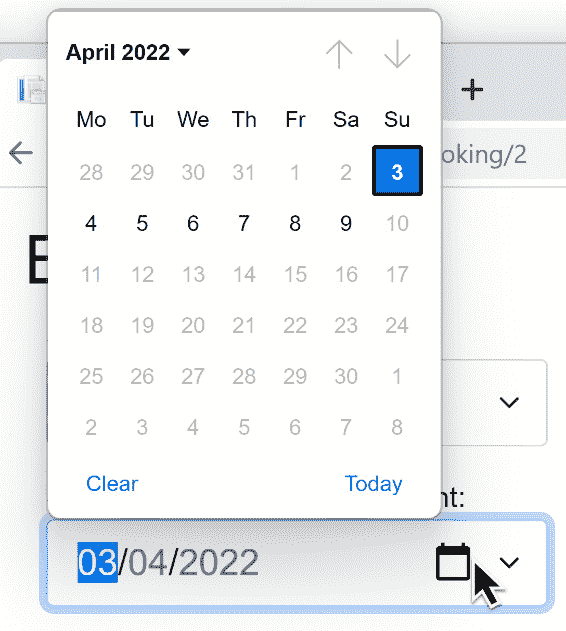 April 2022
Mo Tu We Th Fr Sa Su
28 29 30 31 1 2 3
4 5 6 7 8 9 10
11 12 13 14 15 16 17
18 19 20 21 22 23 24
25 26 27 28 29 30 1
2 3 4 5 6 7 8
Clear Today
oking/2
nt:
03/04/2022